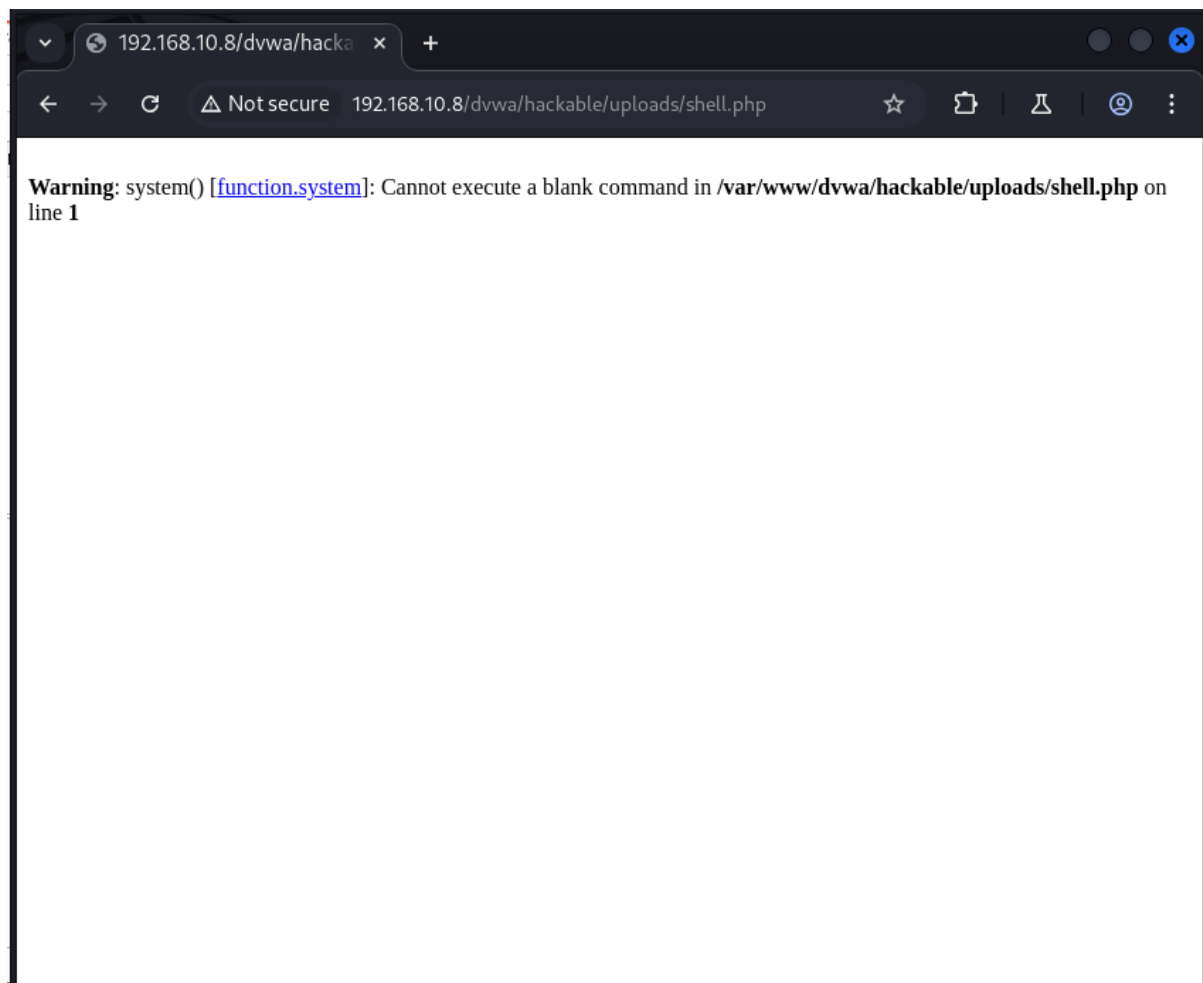 192.168.10.8/dvwa/hacka
Not secure 192.168.10.8/dvwa/hackable/uploads/shell.php
Warning: system() [function.system]: Cannot execute a blank command in /var/www/dvwa/hackable/uploads/shell.php on
line 1